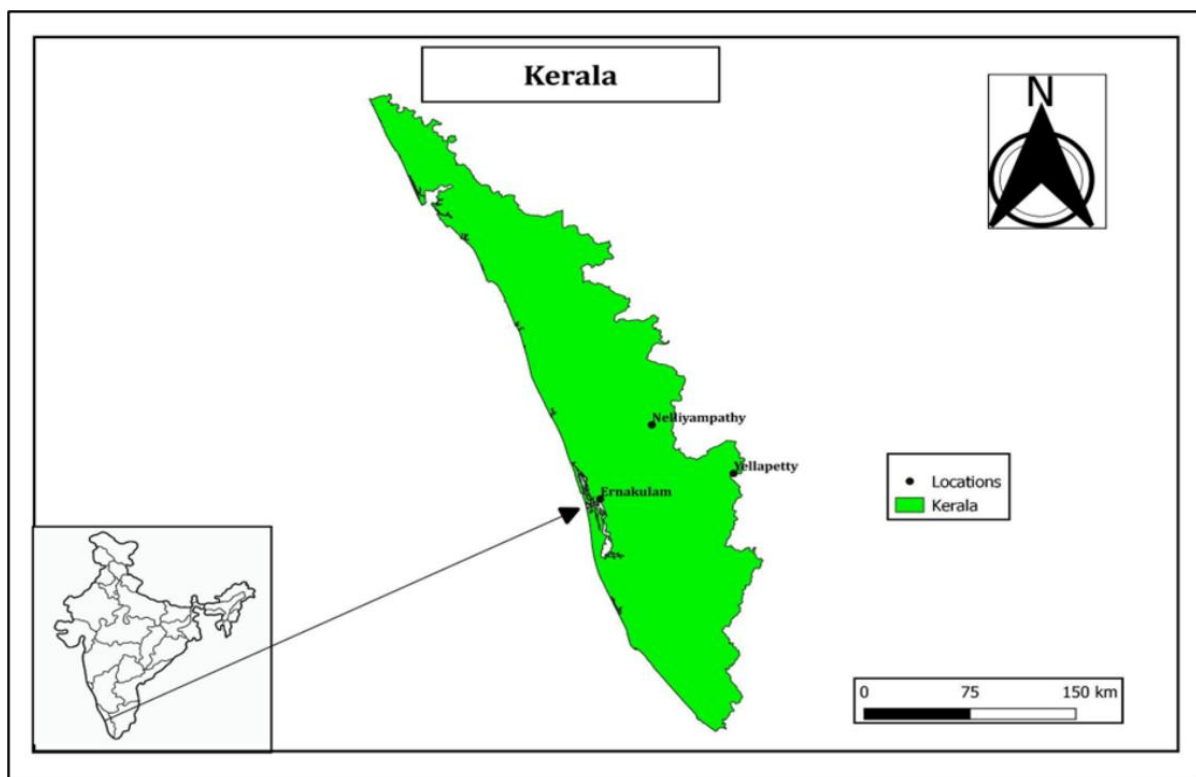 Kerala
N
Nelliyampathy
Yellapetty
Ernakulam
Locations
Kerala
0 75 150 km